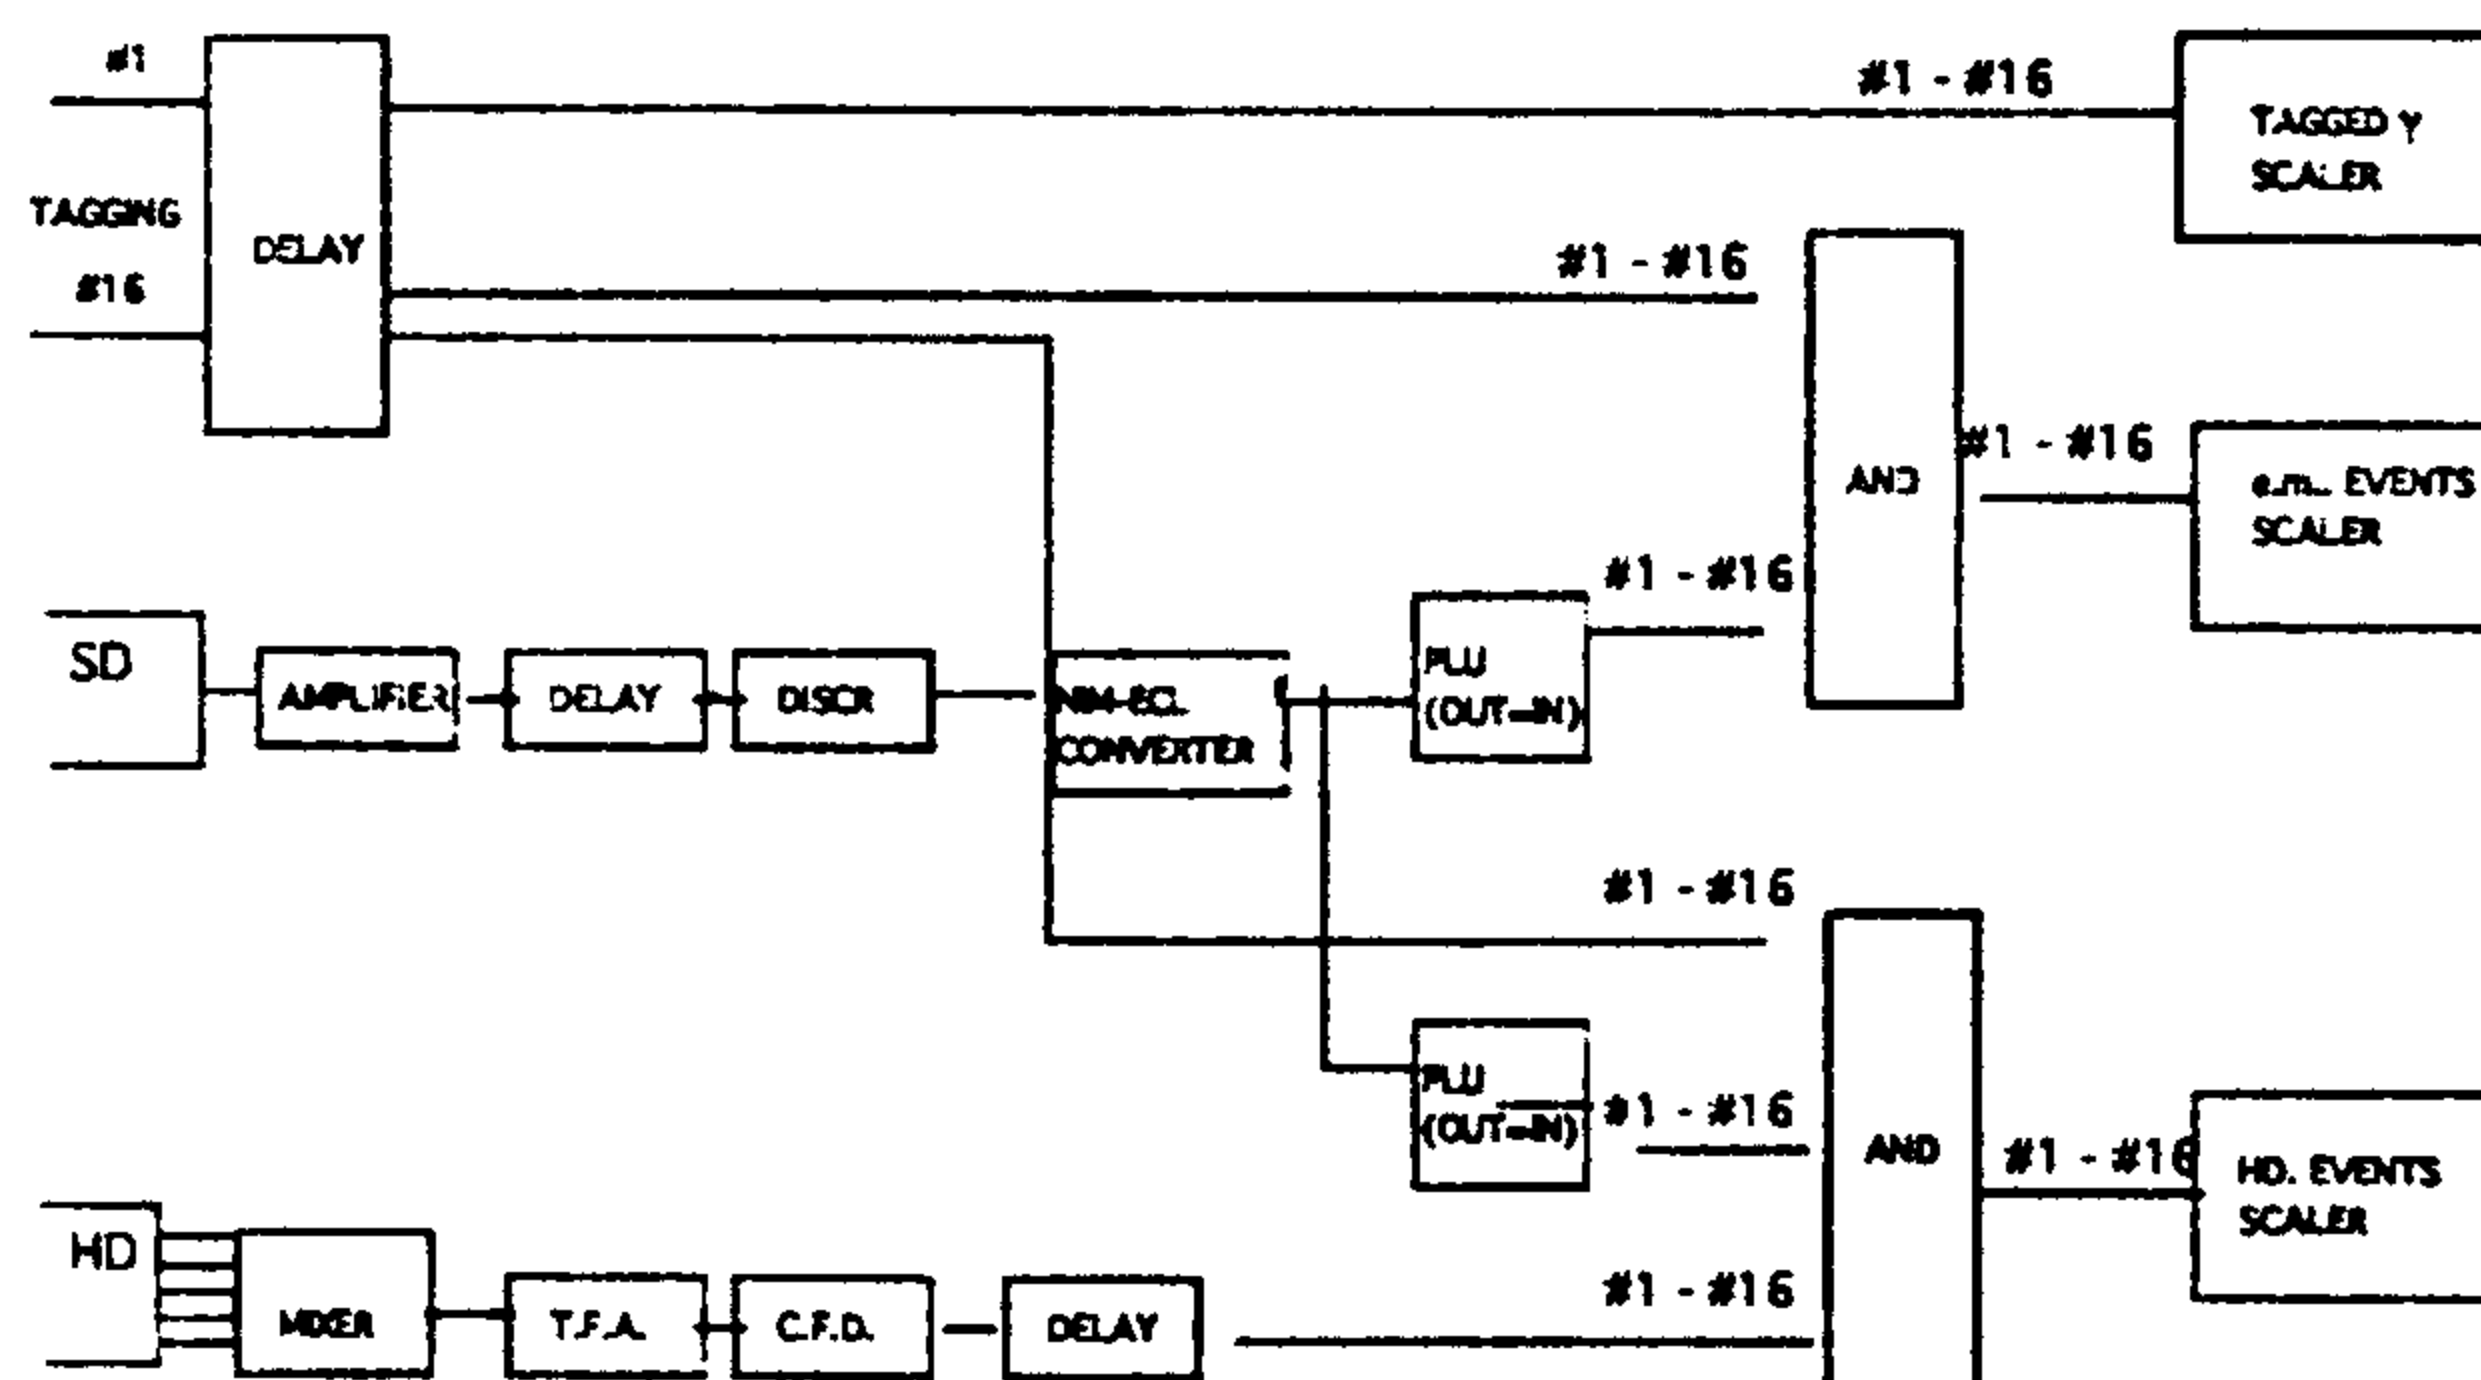 #1
#1 - #16
TAGGED γ
SCALER
TAGGING
DELAY
#16
#1 - #16
#1 - #16
AND
e.m. EVENTS
SCALER
#1 - #16
SD
AMPLIFIER
DELAY
DISCR
NIM-ECL
CONVERTER
PLU
(OUT=IN)
#1 - #16
PLU
(OUT=IN)
#1 - #16
AND
#1 - #16
HD. EVENTS
SCALER
HD
MIXER
T.F.A.
C.F.D.
DELAY
#1 - #16